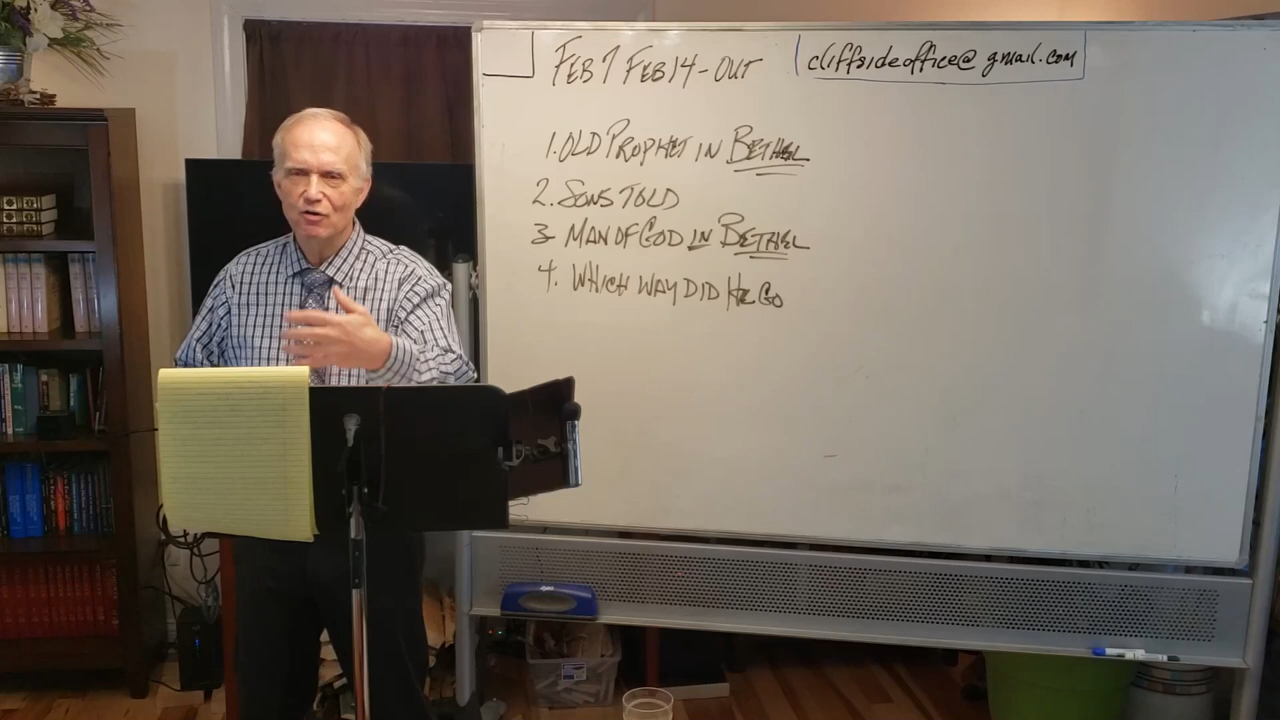 FEB 7 FEB 14 - OUT
cliffsideoffice@gmail.com
1. OLD PROPHET IN BETHEL
2. SONS TOLD
3 MAN OF GOD IN BETHEL
4. WHICH WAY DID HE GO